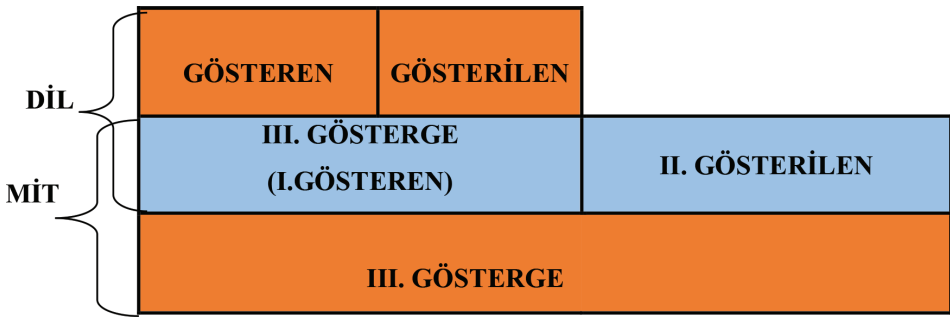 GÖSTEREN
GÖSTERİLEN
DİL
III. GÖSTERGE
(I.GÖSTEREN)
II. GÖSTERİLEN
MİT
III. GÖSTERGE